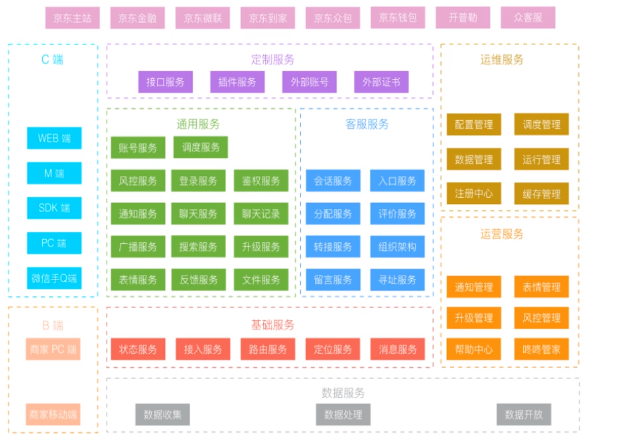 京东主站 京东金融 京东微联 京东到家 京东众包 京东钱包 开普勒 众客服
C 端
WEB 端
M 端
SDK 端
PC 端
微信手Q端
B 端
商家 PC 端
商家移动端
定制服务
接口服务 插件服务 外部账号 外部证书
通用服务
账号服务 调度服务
风控服务 登录服务 鉴权服务
通知服务 聊天服务 聊天记录
广播服务 搜索服务 升级服务
表情服务 反馈服务 文件服务
客服服务
会话服务 入口服务
分配服务 评价服务
转接服务 组织架构
留言服务 寻址服务
基础服务
状态服务 接入服务 路由服务 定位服务 消息服务
运维服务
配置管理 调度管理
数据管理 运行管理
注册中心 缓存管理
运营服务
通知管理 表情管理
升级管理 风控管理
帮助中心 咚咚管家
数据服务
数据收集 数据处理 数据开放